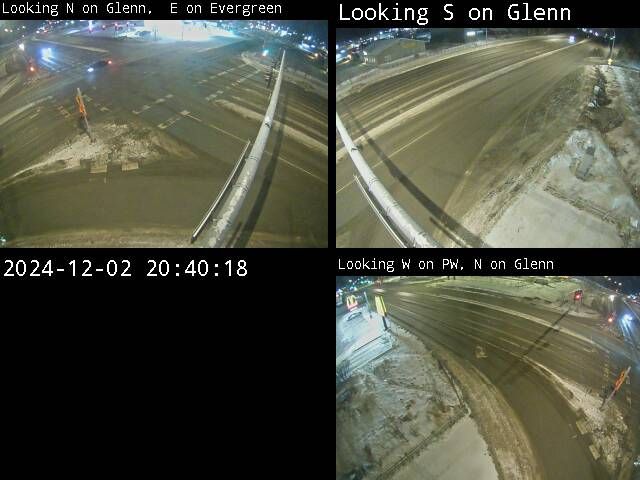 Looking N on Glenn,  E on Evergreen
Looking S on Glenn
2024-12-02 20:40:18
Looking W on PW, N on Glenn